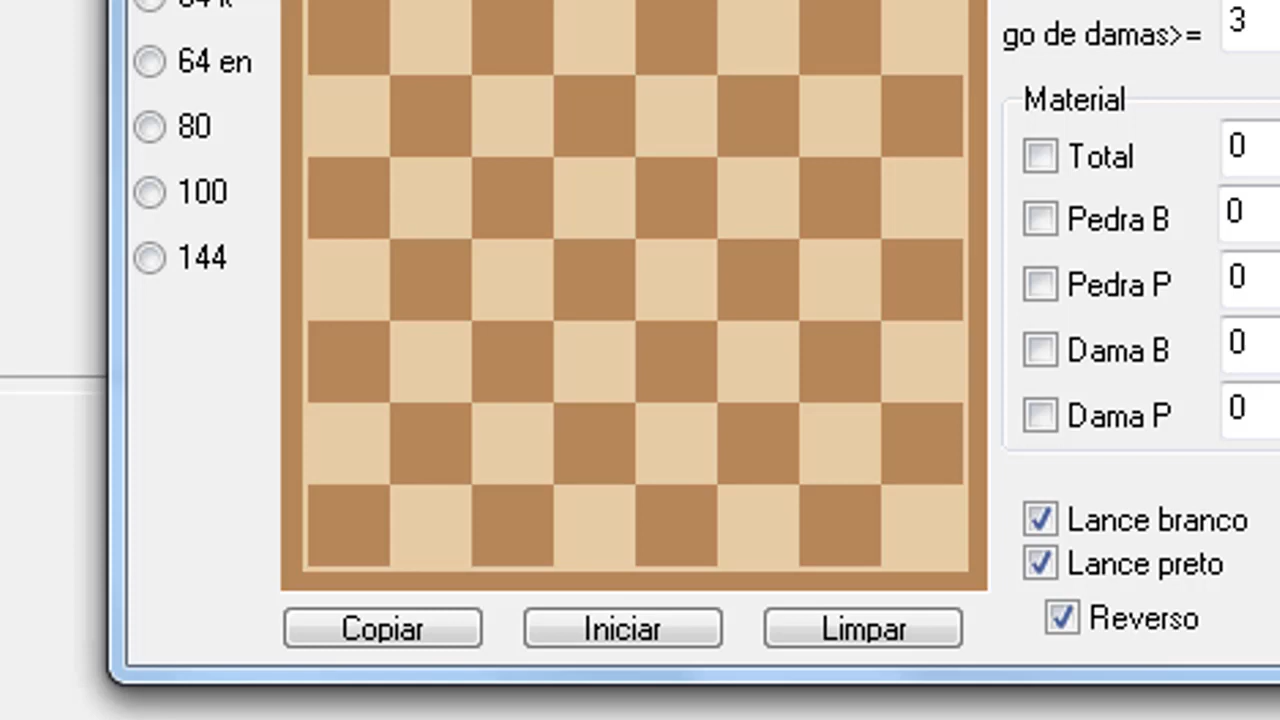 64 en
80
100
144
go de damas>= 3
Material
Total 0
Pedra B 0
Pedra P 0
Dama B 0
Dama P 0
Lance branco
Lance preto
Reverso
Copiar Iniciar Limpar